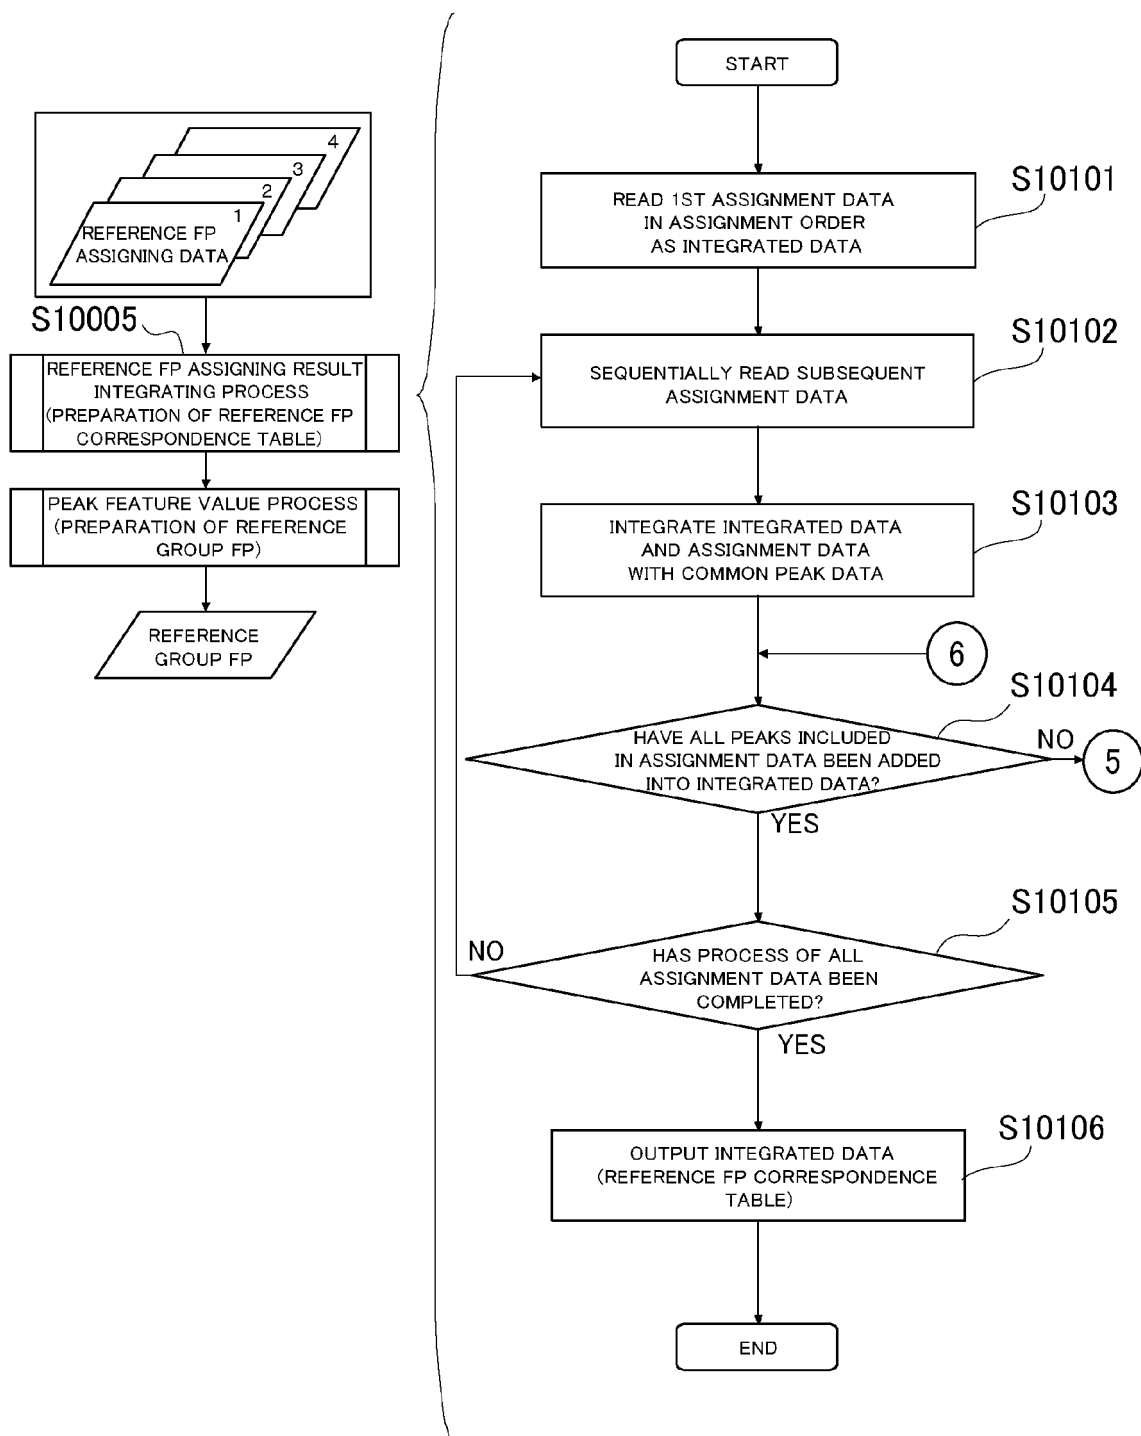 4
3
2
1
REFERENCE FP
ASSIGNING DATA
S10005
REFERENCE FP ASSIGNING RESULT
INTEGRATING PROCESS
(PREPARATION OF REFERENCE FP
CORRESPONDENCE TABLE)
PEAK FEATURE VALUE PROCESS
(PREPARATION OF REFERENCE
GROUP FP)
REFERENCE
GROUP FP
START
S10101
READ 1ST ASSIGNMENT DATA
IN ASSIGNMENT ORDER
AS INTEGRATED DATA
S10102
SEQUENTIALLY READ SUBSEQUENT
ASSIGNMENT DATA
S10103
INTEGRATE INTEGRATED DATA
AND ASSIGNMENT DATA
WITH COMMON PEAK DATA
6
S10104
HAVE ALL PEAKS INCLUDED
IN ASSIGNMENT DATA BEEN ADDED
INTO INTEGRATED DATA?
NO
5
YES
S10105
NO
HAS PROCESS OF ALL
ASSIGNMENT DATA BEEN
COMPLETED?
YES
S10106
OUTPUT INTEGRATED DATA
(REFERENCE FP CORRESPONDENCE
TABLE)
END